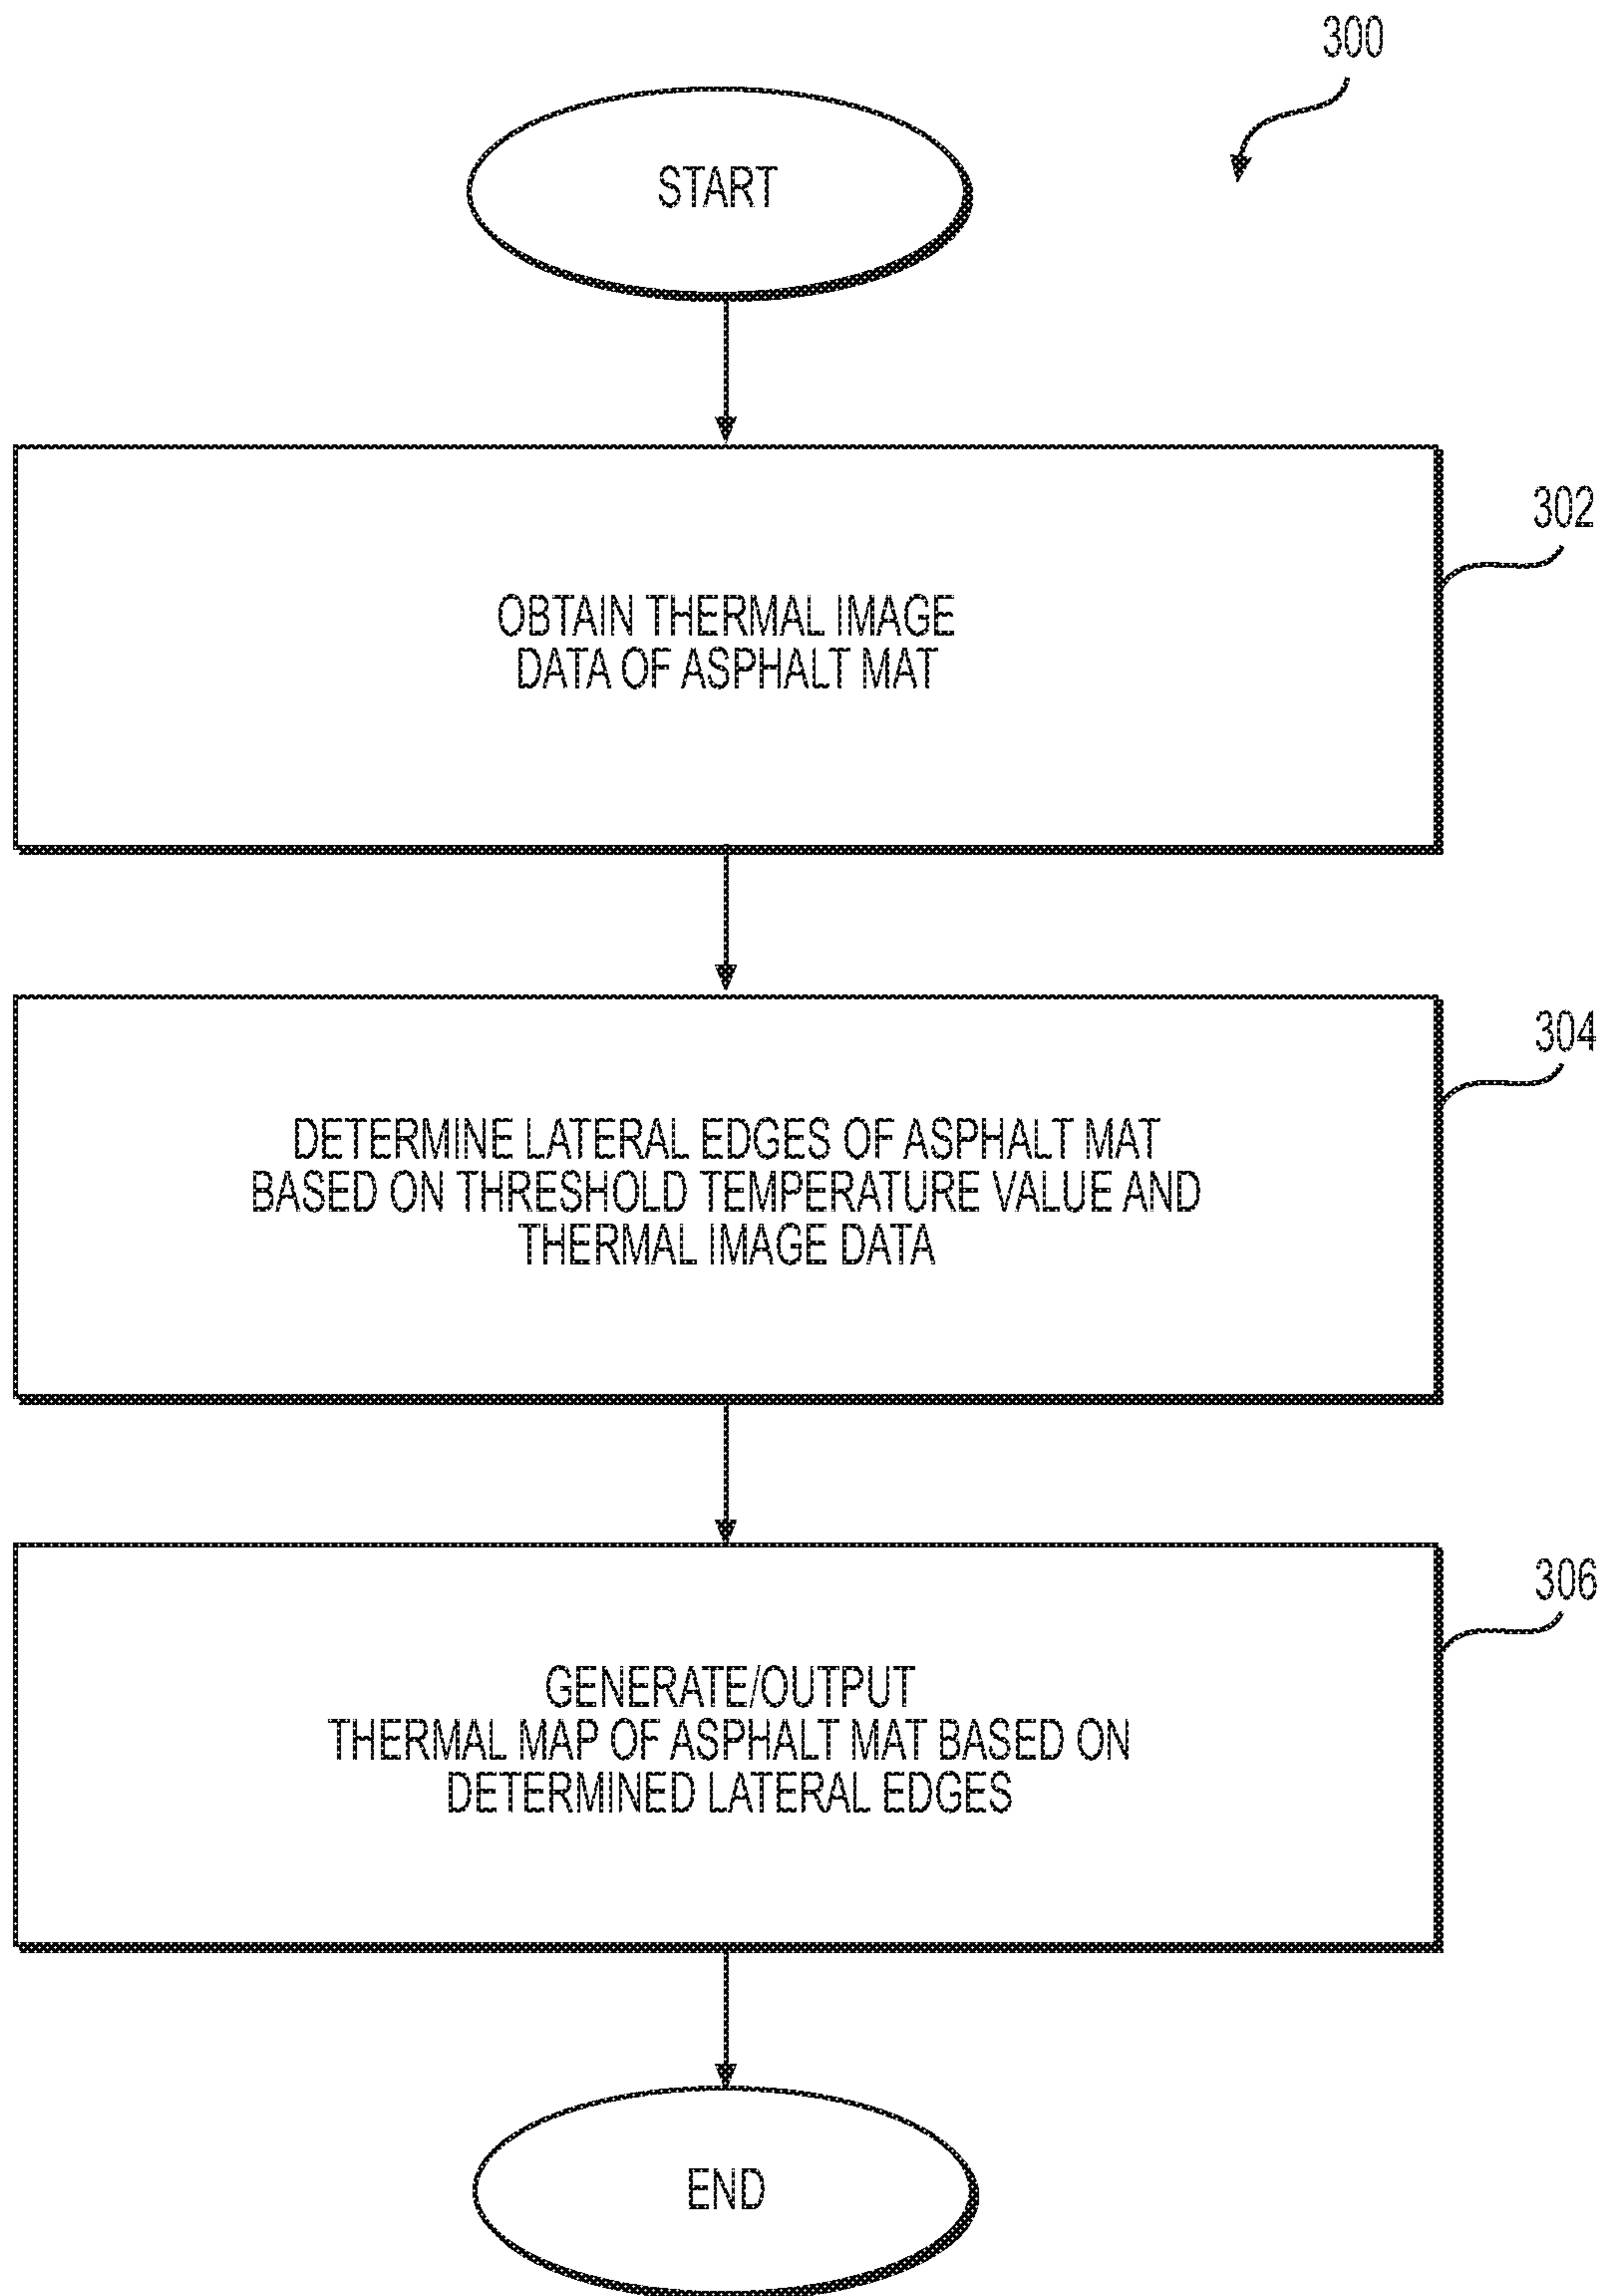 300
START
302
OBTAIN THERMAL IMAGE
DATA OF ASPHALT MAT
304
DETERMINE LATERAL EDGES OF ASPHALT MAT
BASED ON THRESHOLD TEMPERATURE VALUE AND
THERMAL IMAGE DATA
306
GENERATE/OUTPUT
THERMAL MAP OF ASPHALT MAT BASED ON
DETERMINED LATERAL EDGES
END